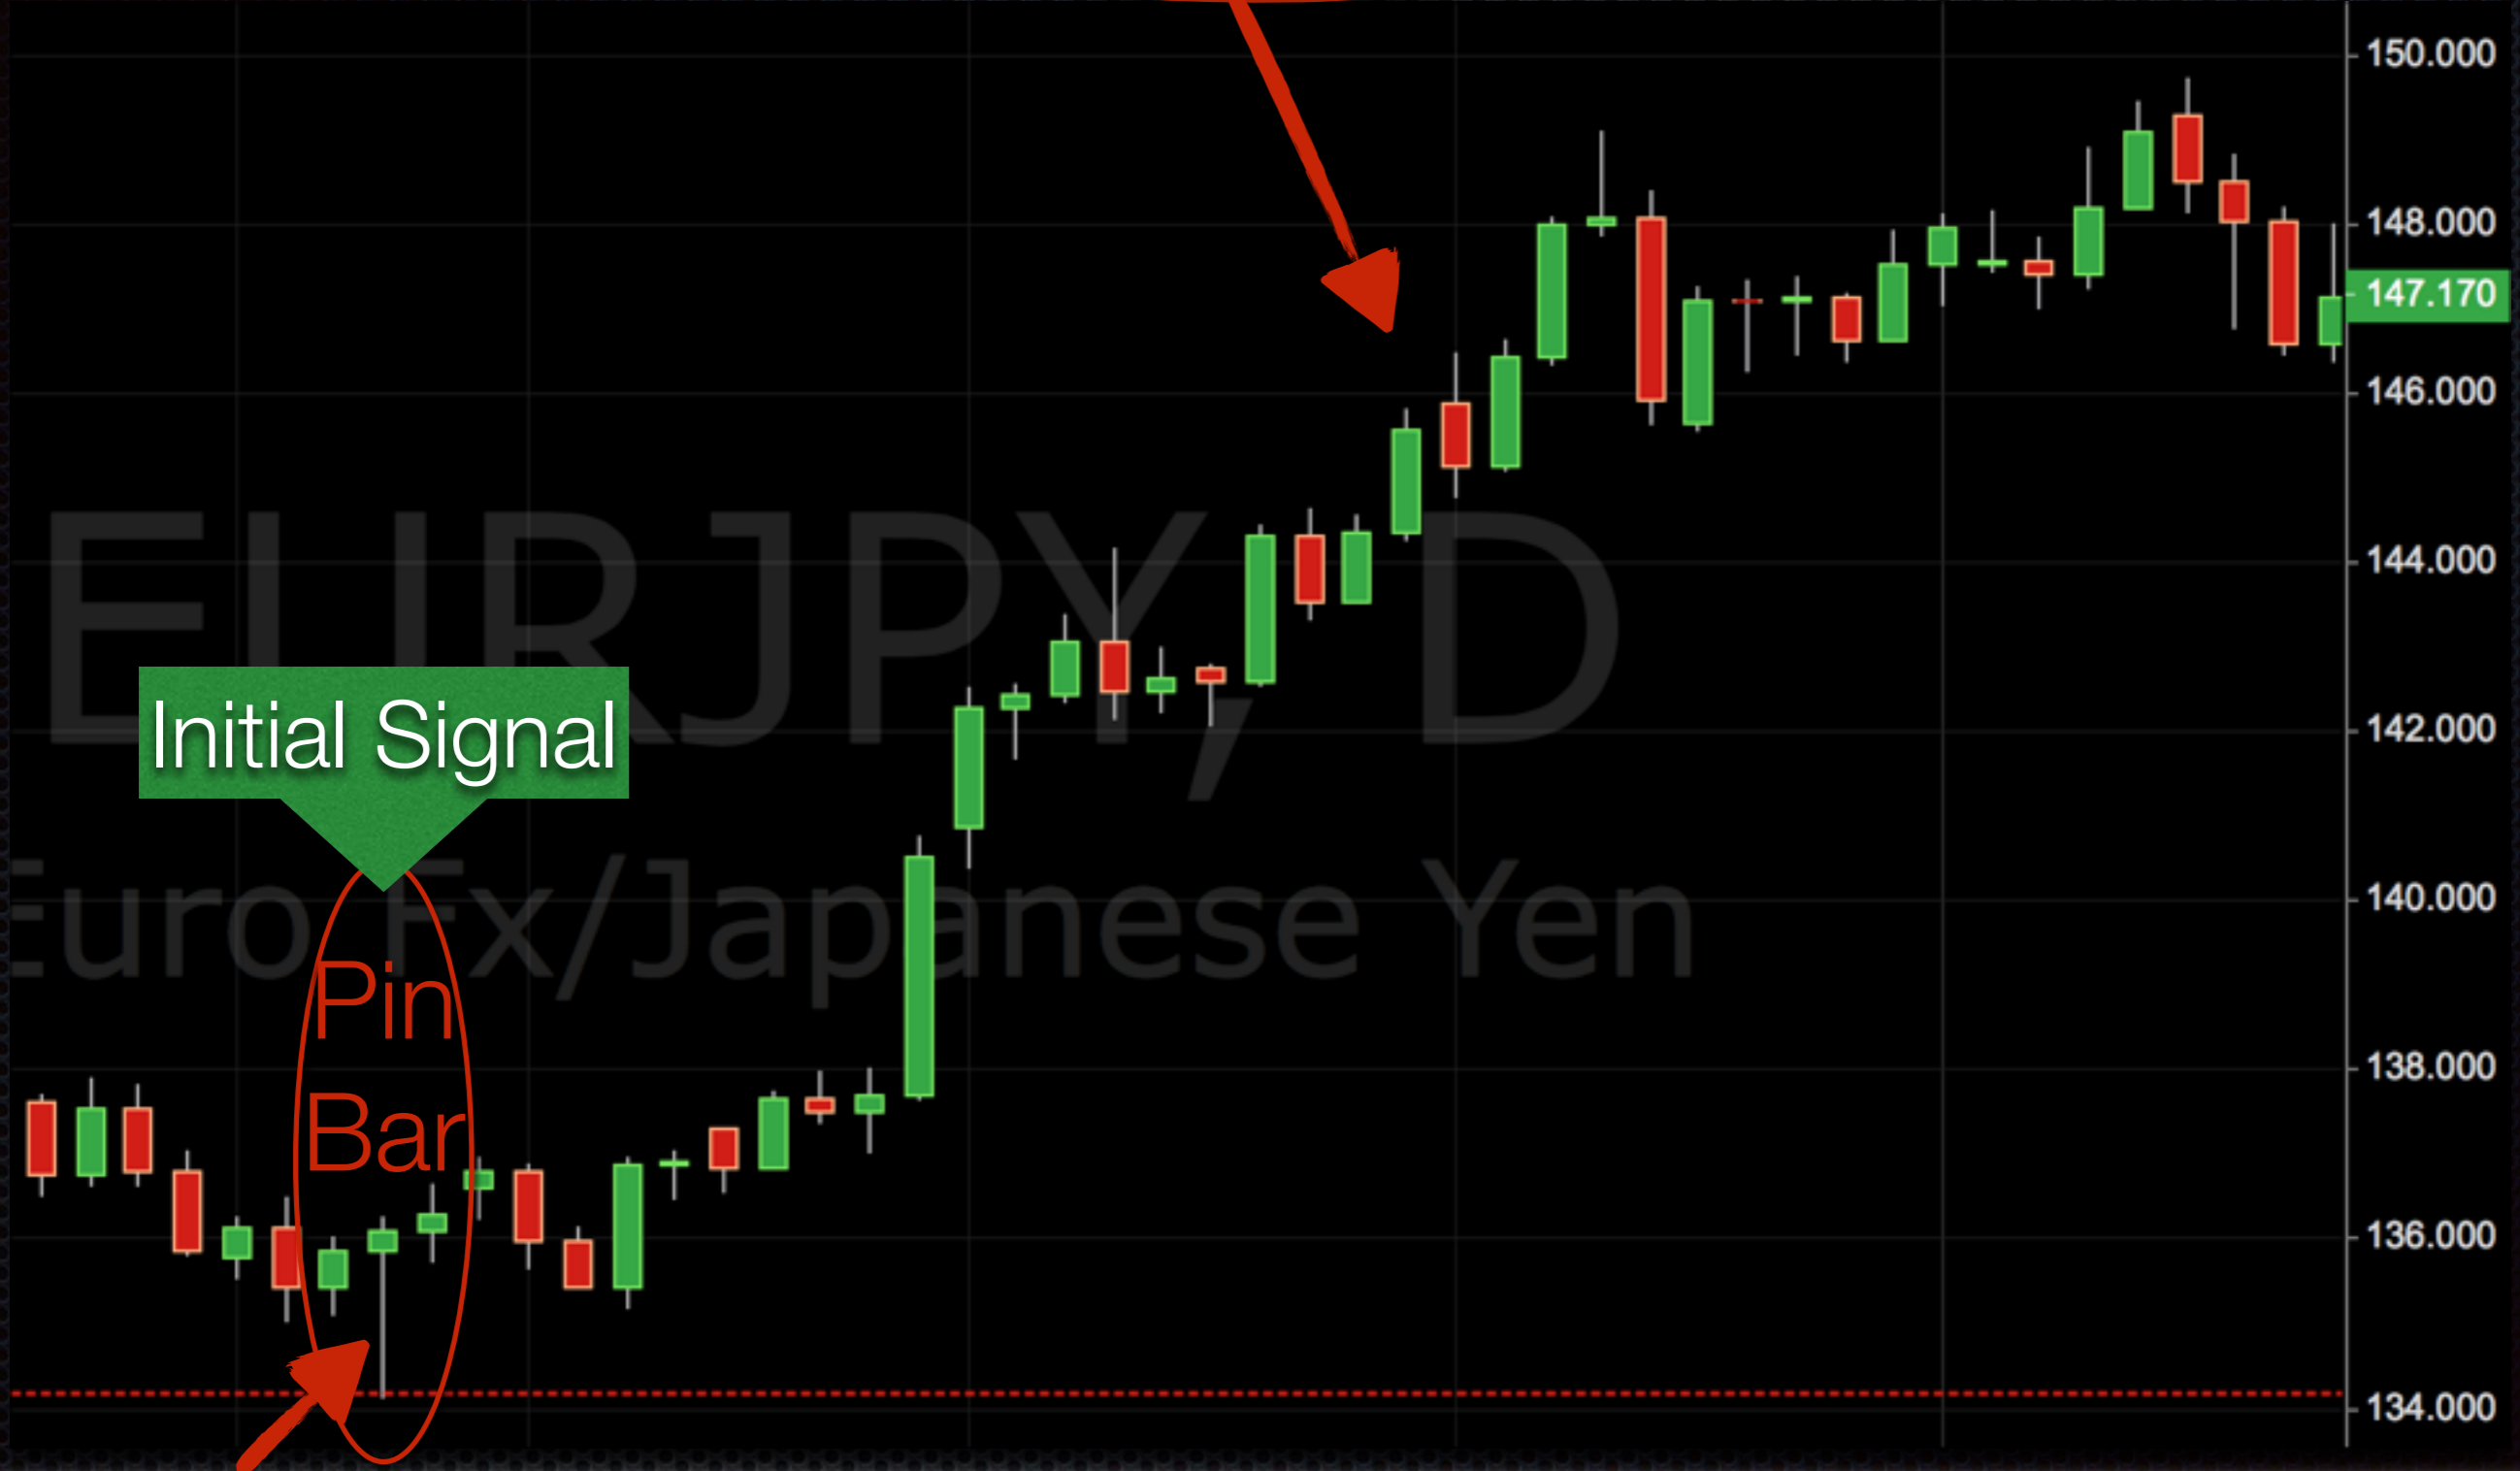 150.000
148.000
147.170
146.000
144.000
EURJPY, D
142.000
Initial Signal
140.000
Euro Fx/Japanese Yen
Pin
Bar
138.000
136.000
134.000